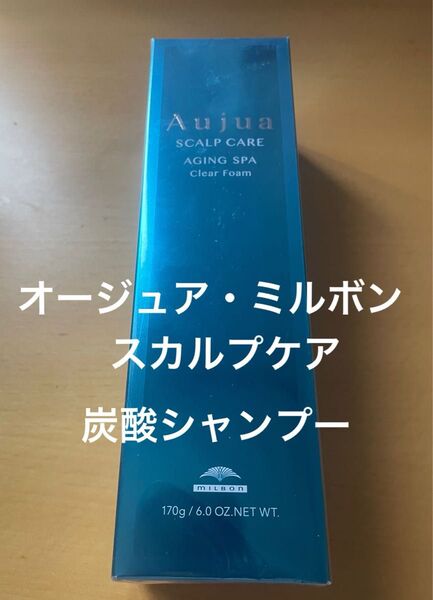 Aujua
SCALP CARE
AGING SPA
Clear Foam
オージュア・ミルボン
スカルプケア
炭酸シャンプー
MILBON
170g / 6.0 OZ.NET WT.